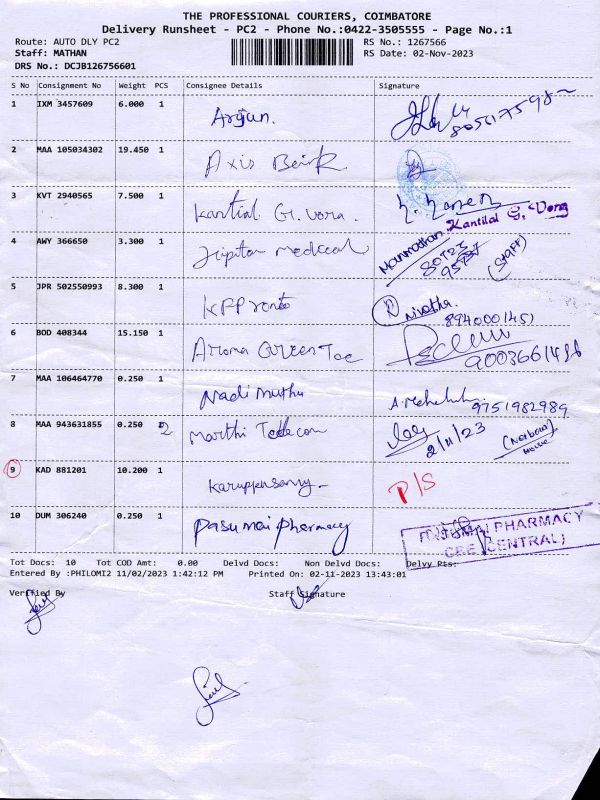 THE PROFESSIONAL COURIERS, COIMBATORE
Delivery Runsheet - PC2 - Phone No.:0422-3505555 - Page No.:1
Route: AUTO DLY PC2 RS No.: 1267566
Staff: MATHAN RS Date: 02-Nov-2023
DRS No.: DCJB126756601
S No Consignment No Weight PCS Consignee Details Signature
1 IXM 3457609 6.000 1 Arjun.
2 MAA 105034302 19.450 1 Axis Bank
3 KVT 2940565 7.500 1 Kantial G. vora.
Kantilal G.
4 AWY 366650 3.300 1 Jupitar medical Manmathan
(Staff)
5 JPR 502550993 8.300 1 KPP Nivetha.
8940001451
6 BOD 408344 15.150 1 Aroma Green Tae
9003661486
7 MAA 106464770 0.250 1 Nadi muthu 9751982989
8 MAA 943631855 0.250 2 marthi Telecom 2/11/23
9 KAD 881201 10.200 1 Karuppusamy P/S
10 DUM 306240 0.250 1 Pasumai pharmacy PHARMACY
CBE (CENTRAL)
Tot Docs: 10 Tot COD Amt: 0.00 Delvd Docs: Non Delvd Docs: Delvy Pts:
Entered By :PHILOMI2 11/02/2023 1:42:12 PM Printed On: 02-11-2023 13:43:01
Verified By Staff Signature